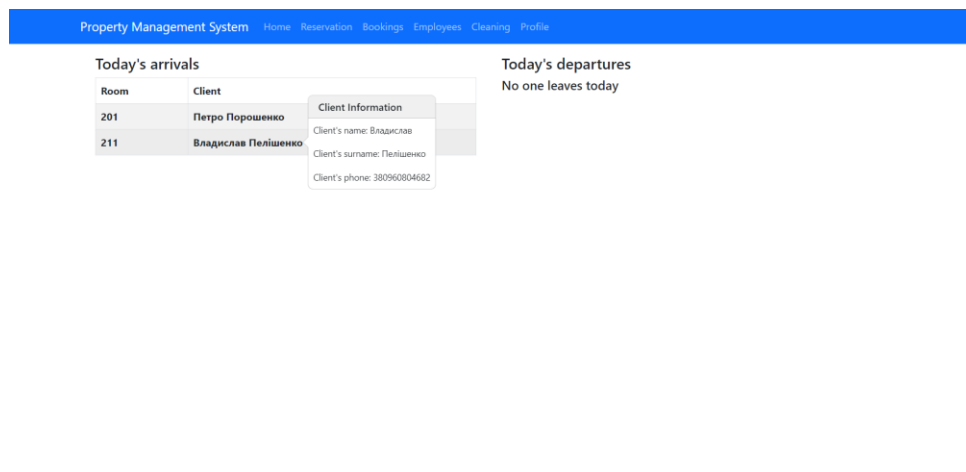 Property Management System Home Reservation Bookings Employees Cleaning Profile
Today's arrivals
Room Client
201 Петро Порошенко
211 Владислав Пелішенко
Client Information
Client's name: Владислав
Client's surname: Пелішенко
Client's phone: 380960804682
Today's departures
No one leaves today